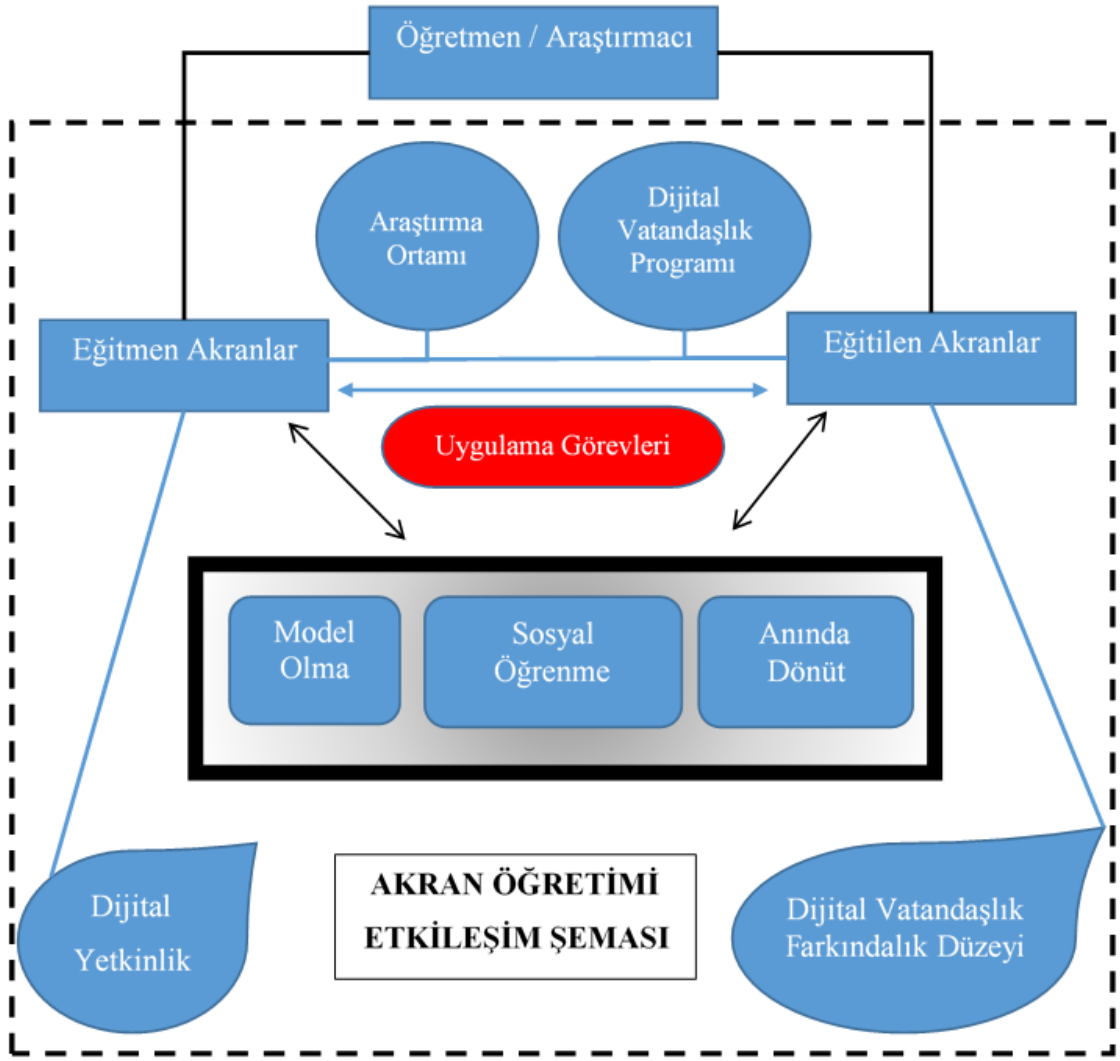 Öğretmen / Araştırmacı
Araştırma
Ortamı
Dijital
Vatandaşlık
Programı
Eğitmen Akranlar
Eğitilen Akranlar
Uygulama Görevleri
Model
Olma
Sosyal
Öğrenme
Anında
Dönüt
Dijital
Yetkinlik
AKRAN ÖĞRETİMİ
ETKİLEŞİM ŞEMASI
Dijital Vatandaşlık
Farkındalık Düzeyi